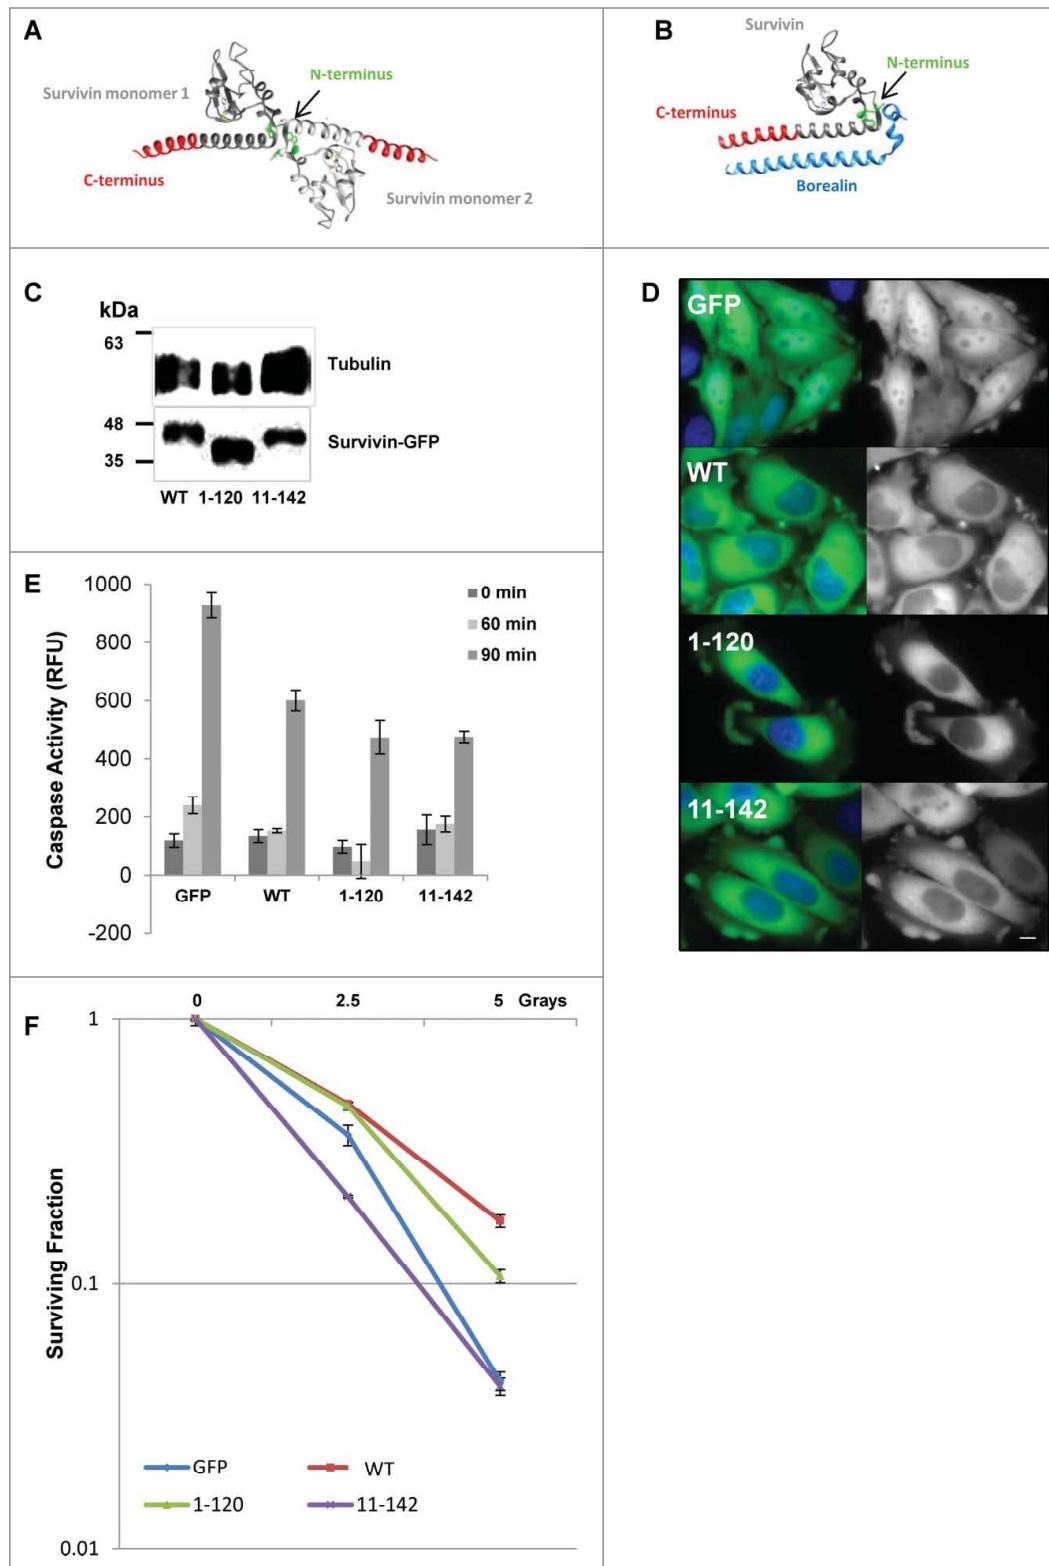 A
Survivin monomer 1
N-terminus
C-terminus
Survivin monomer 2
B
Survivin
N-terminus
C-terminus
Borealin
C
kDa
63
Tubulin
48
35
Survivin-GFP
WT 1-120 11-142
D
GFP
WT
1-120
11-142
E
Caspase Activity (RFU)
1000
800
600
400
200
0
-200
0 min
60 min
90 min
GFP WT 1-120 11-142
F
0 2.5 5 Grays
Surviving Fraction
1
0.1
0.01
GFP WT
1-120 11-142